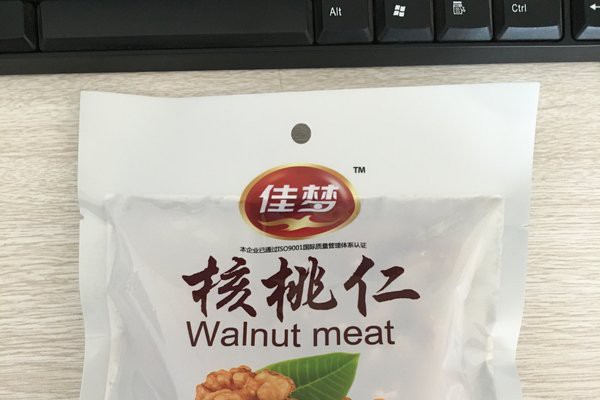 Alt Ctrl
佳梦 TM
本企业已通过ISO9001国际质量管理体系认证
核桃仁
Walnut meat